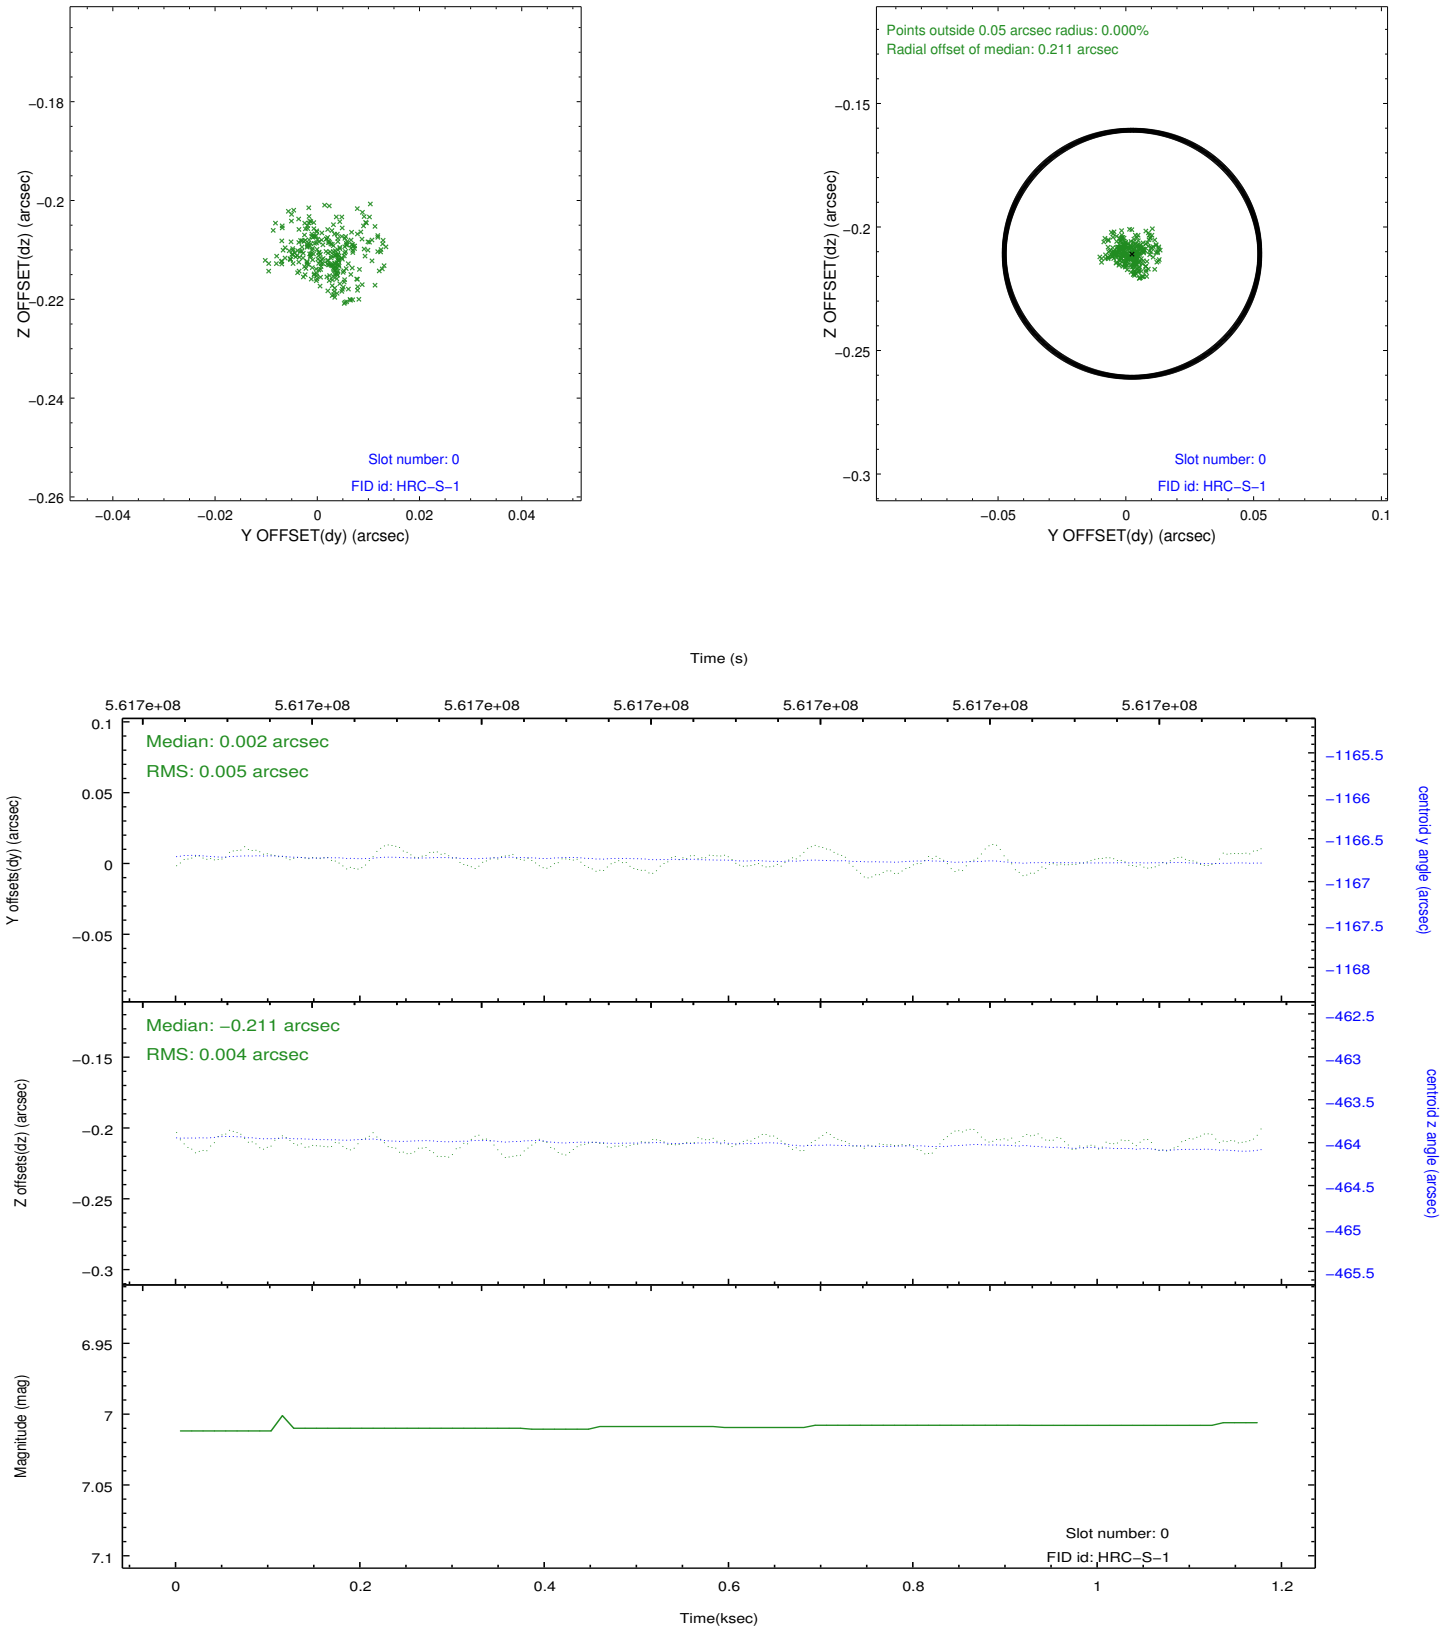 −0.18
−0.2
−0.22
−0.24
−0.26
Z OFFSET(dz) (arcsec)
Slot number: 0
FID id: HRC−S−1
−0.04
−0.02
0
0.02
0.04
Y OFFSET(dy) (arcsec)
Points outside 0.05 arcsec radius: 0.000%
Radial offset of median: 0.211 arcsec
−0.15
−0.2
−0.25
−0.3
Z OFFSET(dz) (arcsec)
Slot number: 0
FID id: HRC−S−1
−0.05
0
0.05
0.1
Y OFFSET(dy) (arcsec)
Time (s)
5.617e+08
5.617e+08
5.617e+08
5.617e+08
5.617e+08
5.617e+08
5.617e+08
Median: 0.002 arcsec
RMS: 0.005 arcsec
0.1
0.05
0
−0.05
Y offsets(dy) (arcsec)
−1165.5
−1166
−1166.5
−1167
−1167.5
−1168
centroid y angle (arcsec)
Median: −0.211 arcsec
RMS: 0.004 arcsec
−0.15
−0.2
−0.25
−0.3
Z offsets(dz) (arcsec)
−462.5
−463
−463.5
−464
−464.5
−465
−465.5
centroid z angle (arcsec)
6.95
7
7.05
7.1
Magnitude (mag)
Slot number: 0
FID id: HRC−S−1
0
0.2
0.4
0.6
0.8
1
1.2
Time(ksec)